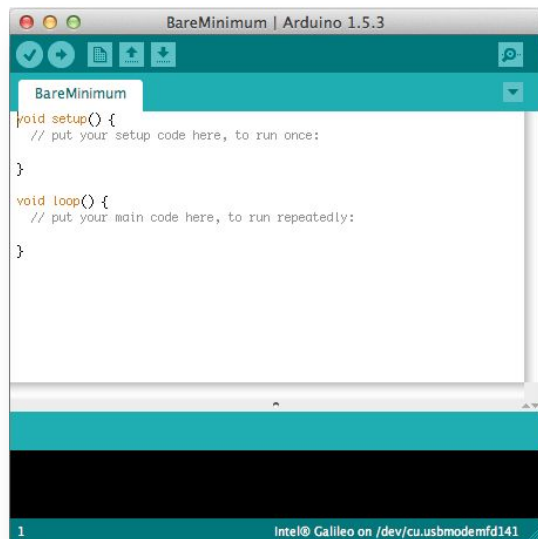 BareMinimum | Arduino 1.5.3
BareMinimum
void setup() {
  // put your setup code here, to run once:
}
void loop() {
  // put your main code here, to run repeatedly:
}
1
Intel® Galileo on /dev/cu.usbmodemfd141